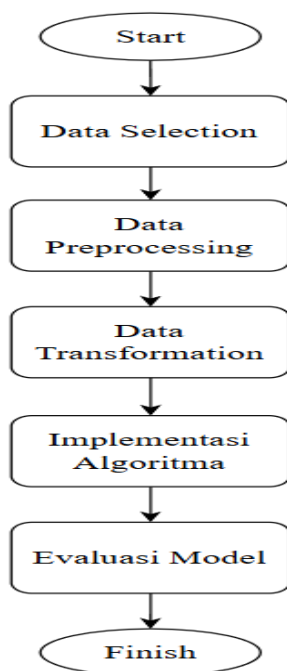 Start
Data Selection
Data
Preprocessing
Data
Transformation
Implementasi
Algoritma
Evaluasi Model
Finish